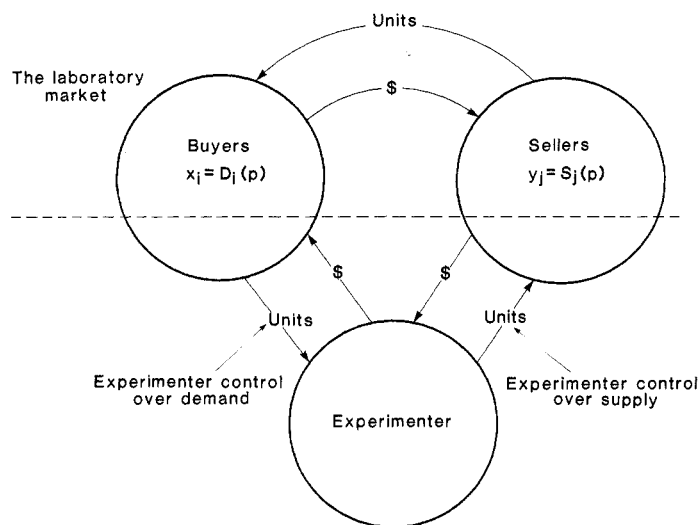 Units
The laboratory
market
$
Buyers
xᵢ = Dᵢ(p)
Sellers
yⱼ = Sⱼ(p)
$
$
Units
Units
Experimenter control
over demand
Experimenter control
over supply
Experimenter